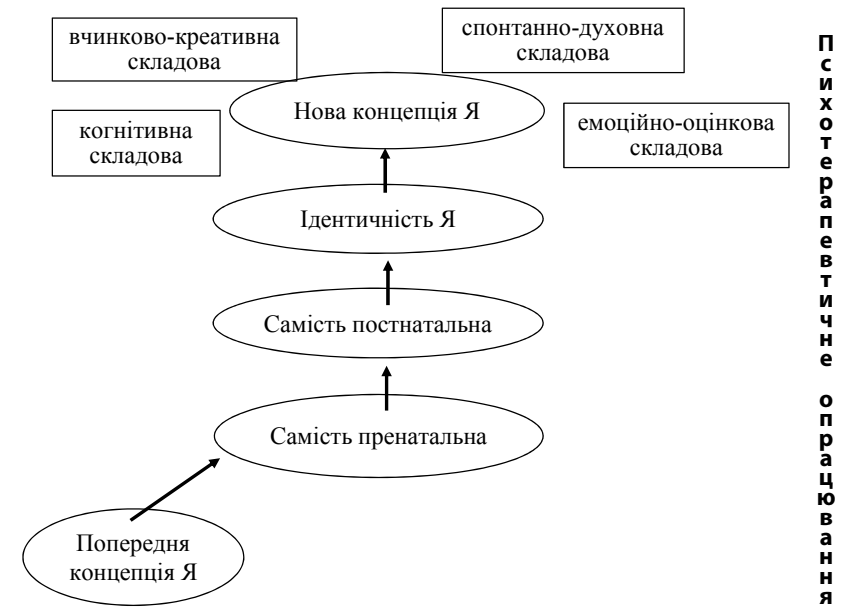 вчинково-креативна
складова
спонтанно-духовна
складова
Нова концепція Я
когнітивна
складова
емоційно-оцінкова
складова
Ідентичність Я
Самість постнатальна
Самість пренатальна
Попередня
концепція Я
Психотерапевтичне опрацювання